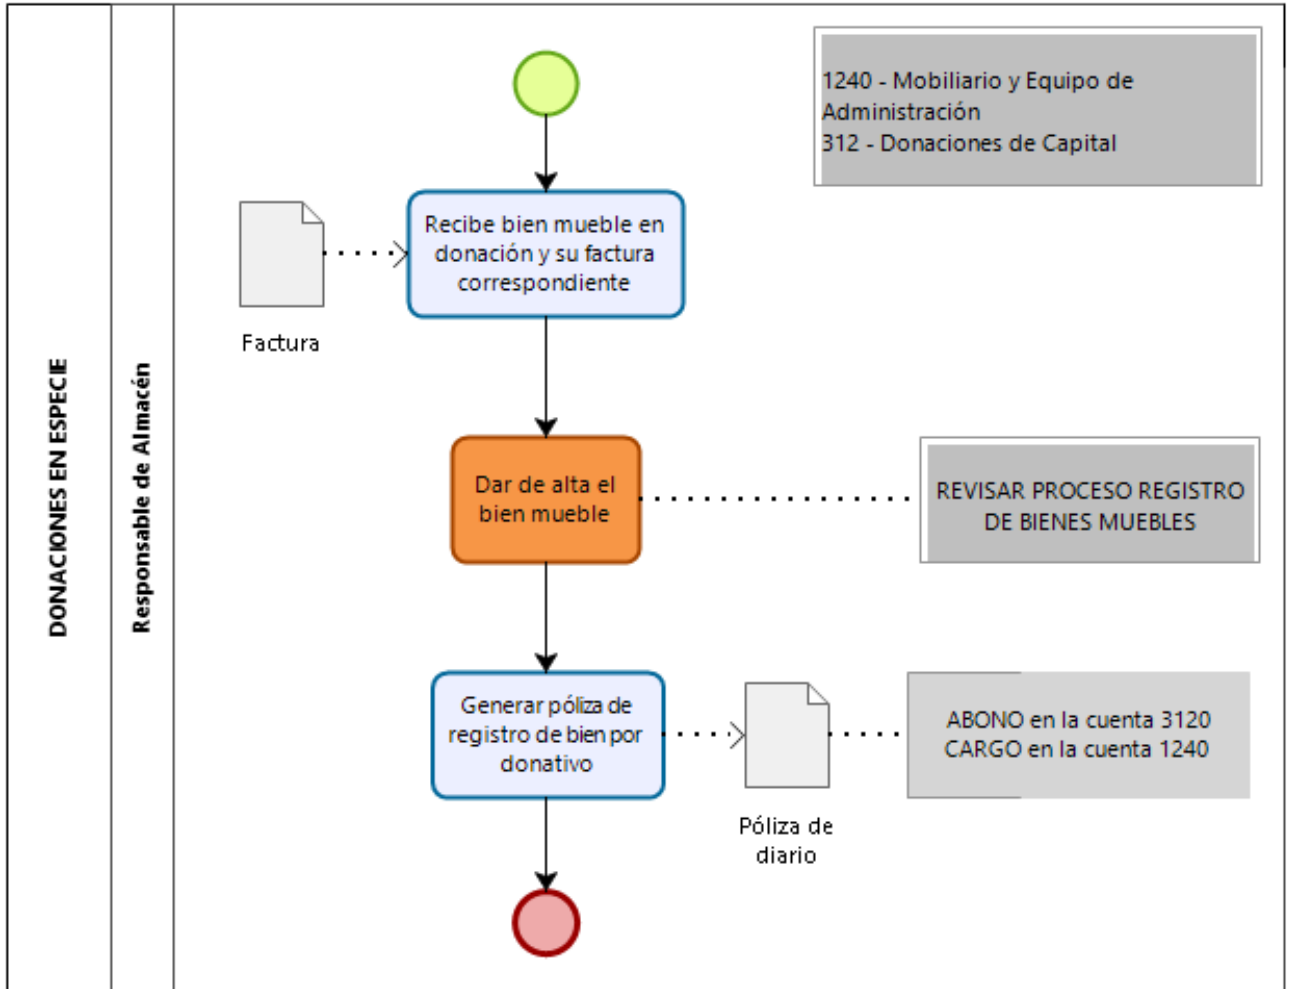 DONACIONES EN ESPECIE
Responsable de Almacén
1240 - Mobiliario y Equipo de
Administración
312 - Donaciones de Capital
Recibe bien mueble en
donación y su factura
correspondiente
Factura
Dar de alta el
bien mueble
REVISAR PROCESO REGISTRO
DE BIENES MUEBLES
Generar póliza de
registro de bien por
donativo
Póliza de
diario
ABONO en la cuenta 3120
CARGO en la cuenta 1240